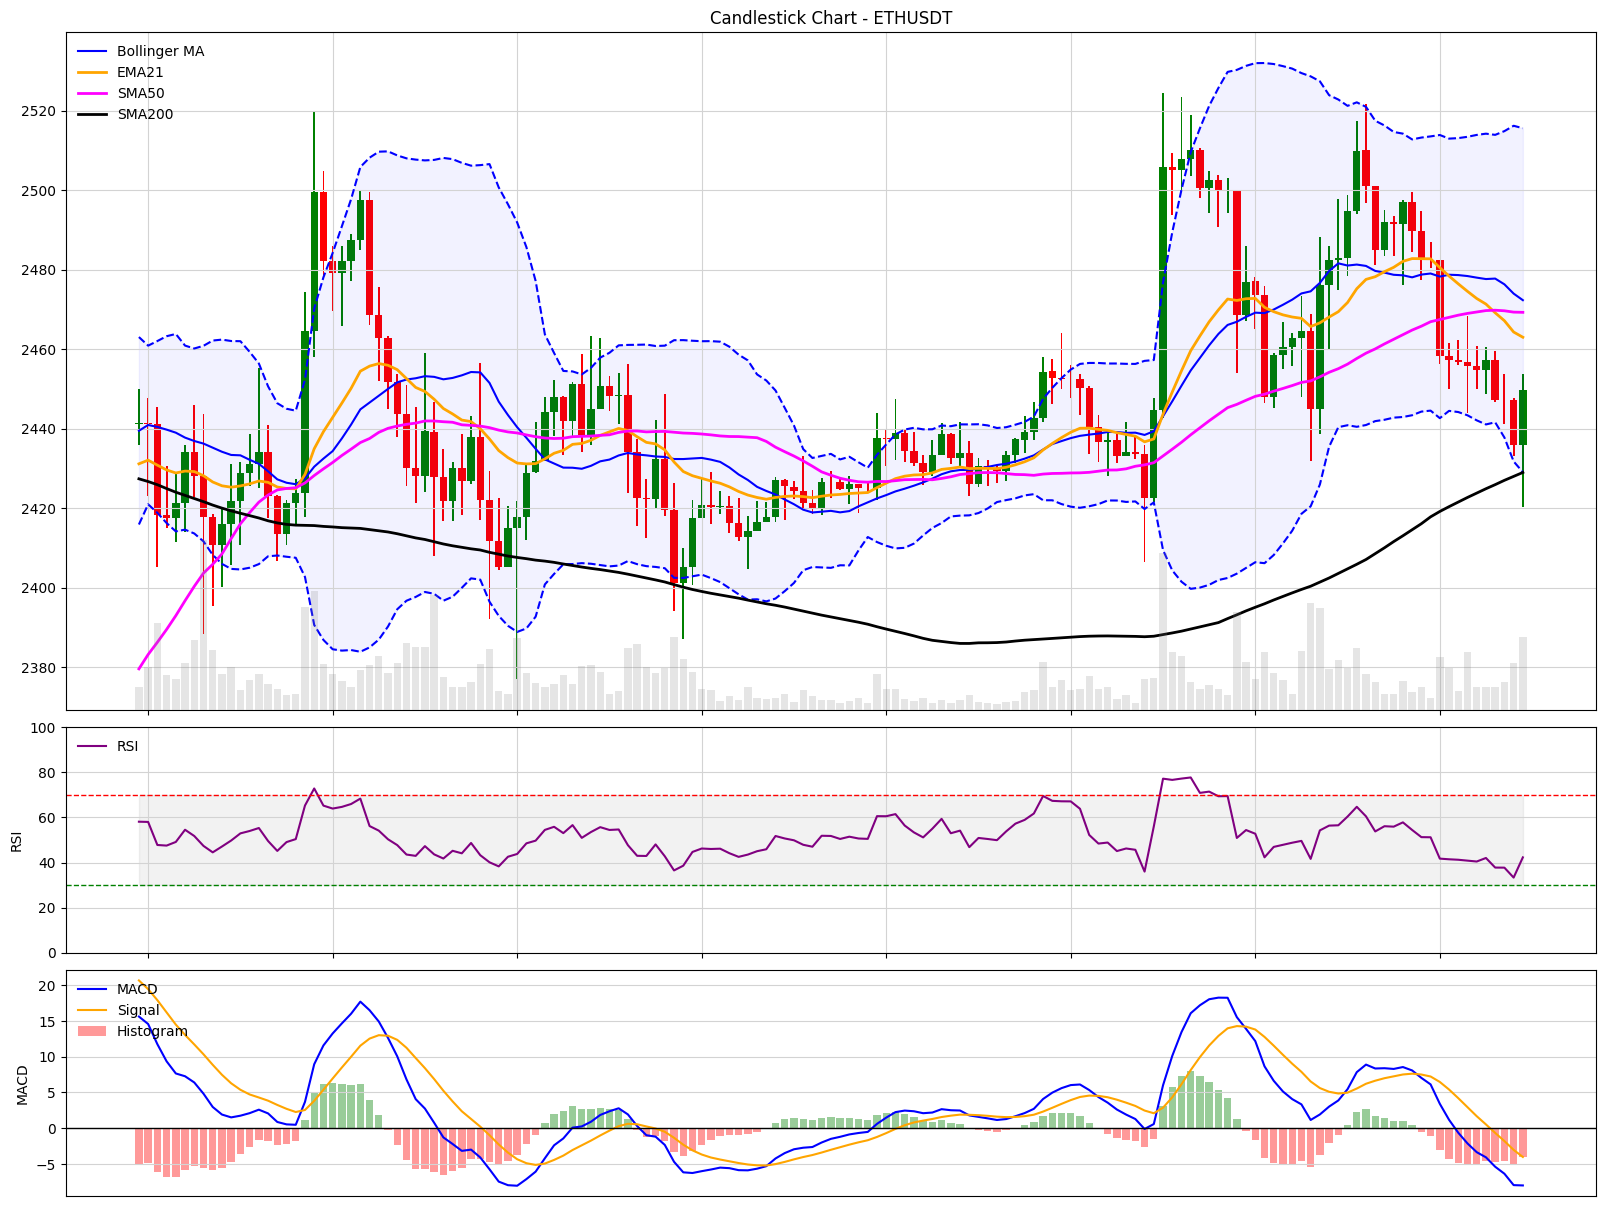 Candlestick Chart - ETHUSDT
Bollinger MA
EMA21
SMA50
SMA200
2520
2500
2480
2460
2440
2420
2400
2380
100
RSI
80
60
RSI
40
20
0
20
MACD
Signal
15
Histogram
10
MACD
5
0
−5